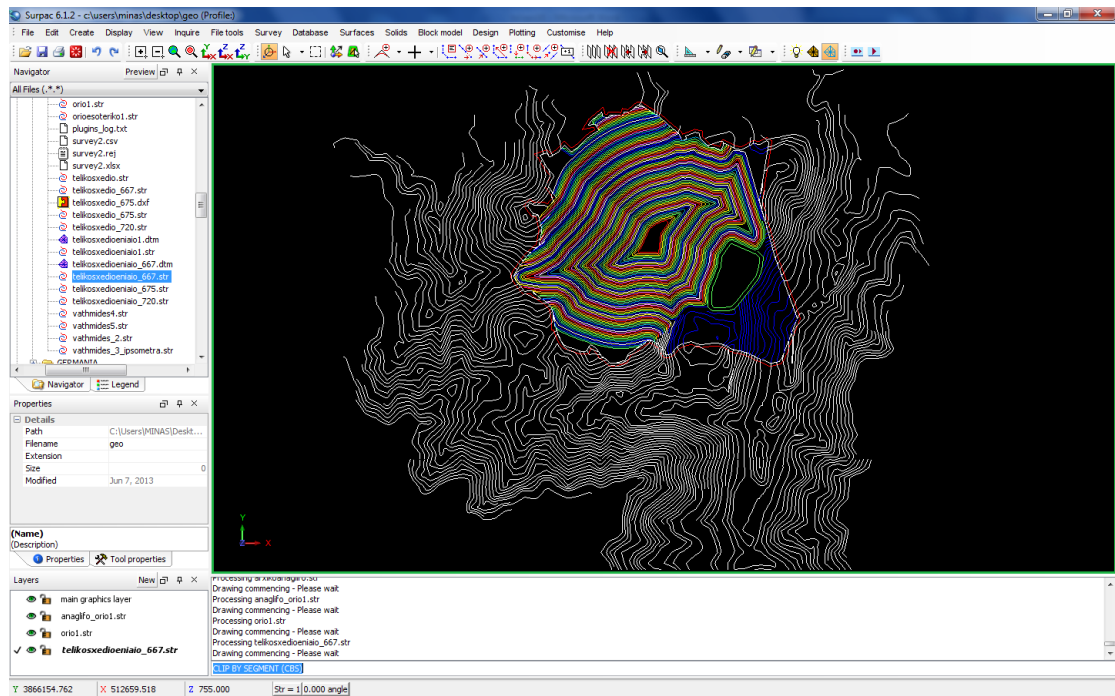 Surpac 6.1.2 - c:\users\minas\desktop\geo (Profile:)
File Edit Create Display View Inquire File tools Survey Database Surfaces Solids Block model Design Plotting Customise Help
Navigator Preview
All Files (.*.*)
orio1.str
orioesoteriko1.str
plugins_log.txt
survey2.csv
survey2.rej
survey2.xlsx
telikosxedio.str
telikosxedio_667.str
telikosxedio_675.dxf
telikosxedio_675.str
telikosxedio_720.str
telikosxedioeniaio1.dtm
telikosxedioeniaio1.str
telikosxedioeniaio_667.dtm
telikosxedioeniaio_667.str
telikosxedioeniaio_675.str
telikosxedioeniaio_720.str
vathmides4.str
vathmides5.str
vathmides_2.str
vathmides_3_ipsometra.str
GERMANIA
Navigator Legend
Properties
Details
Path C:\Users\MINAS\Deskt...
Filename geo
Extension
Size 0
Modified Jun 7, 2013
(Name)
(Description)
Properties Tool properties
Layers New
main graphics layer
anaglifo_orio1.str
orio1.str
telikosxedioeniaio_667.str
Y
Z X
Processing arxikoanaglifo.str
Drawing commencing - Please wait
Processing anaglifo_orio1.str
Drawing commencing - Please wait
Processing orio1.str
Drawing commencing - Please wait
Processing telikosxedioeniaio_667.str
Drawing commencing - Please wait
CLIP BY SEGMENT (CBS)
Y 3866154.762 X 512659.518 Z 755.000 Str = 1 0.000 angle